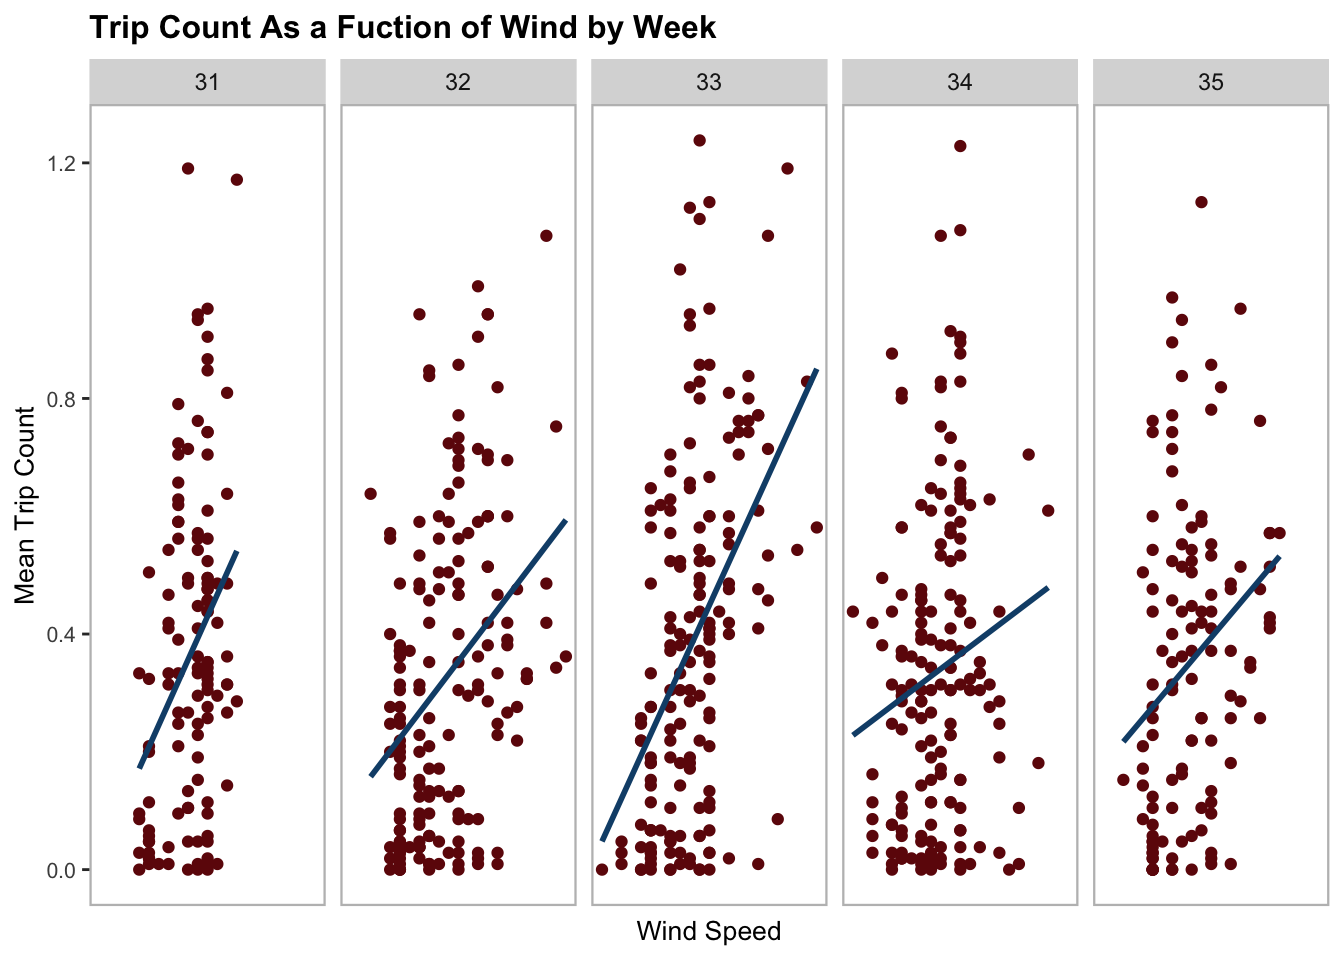 Trip Count As a Fuction of Wind by Week
31 32 33 34 35
1.2
0.8
0.4
0.0
Mean Trip Count
Wind Speed